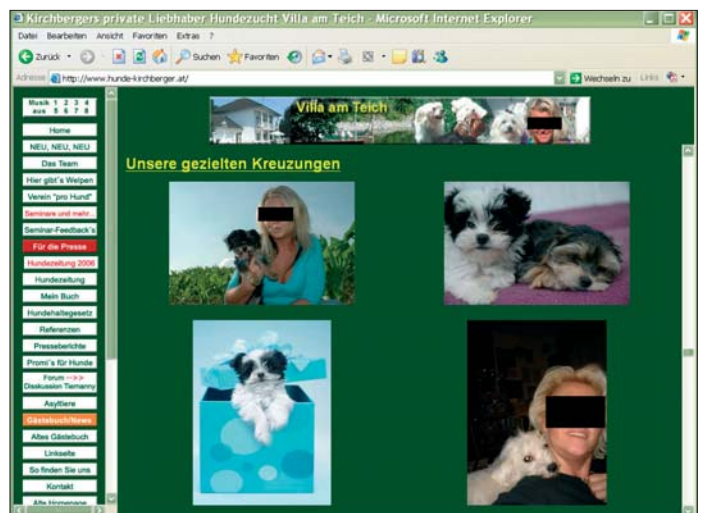 Kirchbergers private Liebhaber Hundezucht Villa am Teich - Microsoft Internet Explorer
Datei Bearbeiten Ansicht Favoriten Extras ?
Zurück Suchen Favoriten
Adresse http://www.hunde-kirchberger.at/ Wechseln zu Links
Musik 1 2 3 4
aus 5 6 7 8
Home
NEU, NEU, NEU
Das Team
Hier gibt´s Welpen
Verein "pro Hund"
Seminare und mehr...
Seminar-Feedback´s
Für die Presse
Hundezeitung 2006
Hundezeitung
Mein Buch
Hundehaltegesetz
Referenzen
Presseberichte
Promi´s für Hunde
Forum -->>
Disskussion Tiemanny
Asyltiere
Gästebuch/News
Altes Gästebuch
Linkseite
So finden Sie uns
Kontakt
Alte Homepage
Villa am Teich
Unsere gezielten Kreuzungen